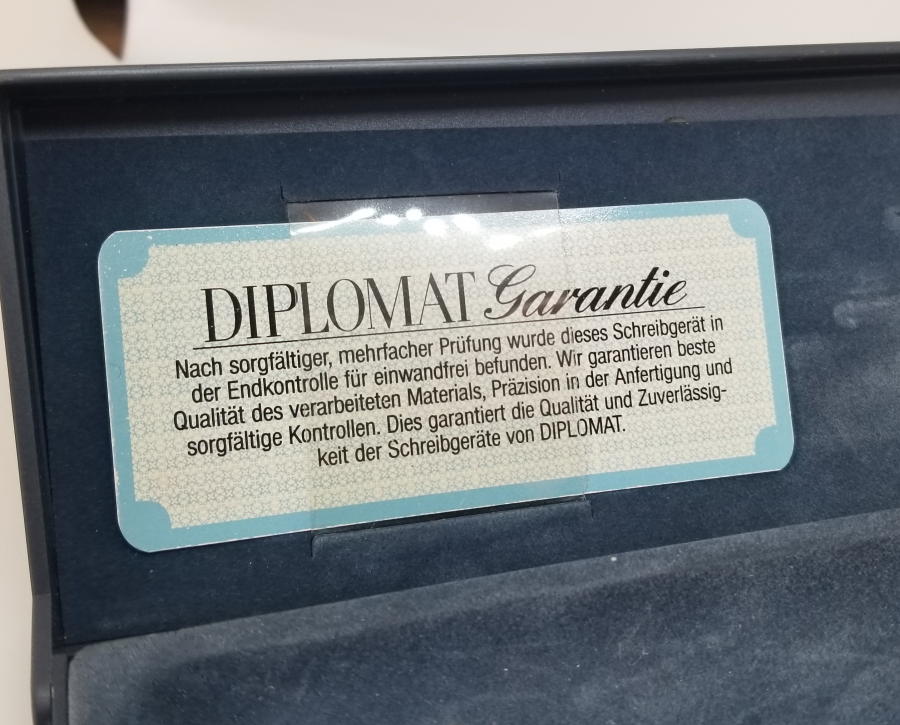 DIPLOMAT Garantie
Nach sorgfältiger, mehrfacher Prüfung wurde dieses Schreibgerät in
der Endkontrolle für einwandfrei befunden. Wir garantieren beste
Qualität des verarbeiteten Materials, Präzision in der Anfertigung und
sorgfältige Kontrollen. Dies garantiert die Qualität und Zuverlässig-
keit der Schreibgeräte von DIPLOMAT.